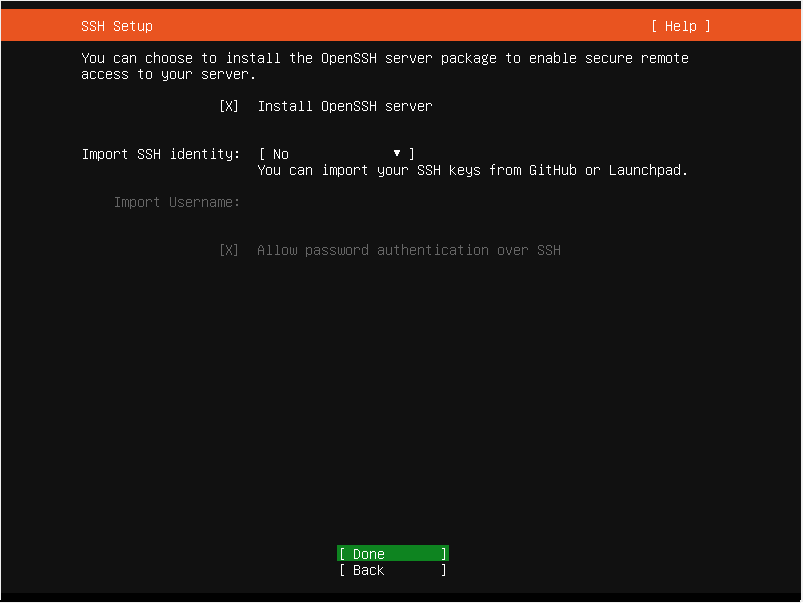 SSH Setup [ Help ]
You can choose to install the OpenSSH server package to enable secure remote
access to your server.
[X] Install OpenSSH server
Import SSH identity: [ No ▾ ]
You can import your SSH keys from GitHub or Launchpad.
Import Username:
[X] Allow password authentication over SSH
[ Done ]
[ Back ]